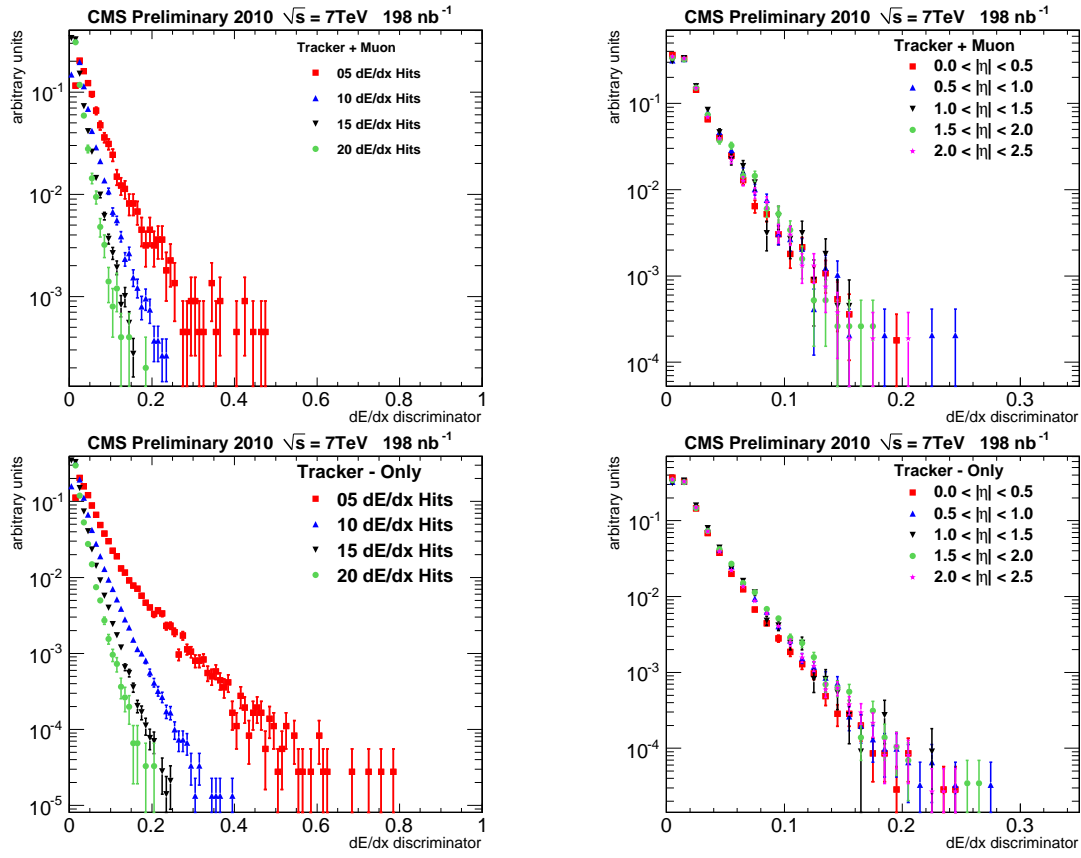 CMS Preliminary 2010 √s = 7TeV 198 nb⁻¹
arbitrary units
Tracker + Muon
05 dE/dx Hits
10 dE/dx Hits
15 dE/dx Hits
20 dE/dx Hits
10⁻¹
10⁻²
10⁻³
0 0.2 0.4 0.6 0.8 1
dE/dx discriminator
CMS Preliminary 2010 √s = 7TeV 198 nb⁻¹
arbitrary units
Tracker + Muon
0.0 < |η| < 0.5
0.5 < |η| < 1.0
1.0 < |η| < 1.5
1.5 < |η| < 2.0
2.0 < |η| < 2.5
10⁻¹
10⁻²
10⁻³
10⁻⁴
0 0.1 0.2 0.3
dE/dx discriminator
CMS Preliminary 2010 √s = 7TeV 198 nb⁻¹
arbitrary units
Tracker - Only
05 dE/dx Hits
10 dE/dx Hits
15 dE/dx Hits
20 dE/dx Hits
10⁻¹
10⁻²
10⁻³
10⁻⁴
10⁻⁵
0 0.2 0.4 0.6 0.8 1
dE/dx discriminator
CMS Preliminary 2010 √s = 7TeV 198 nb⁻¹
arbitrary units
Tracker - Only
0.0 < |η| < 0.5
0.5 < |η| < 1.0
1.0 < |η| < 1.5
1.5 < |η| < 2.0
2.0 < |η| < 2.5
10⁻¹
10⁻²
10⁻³
10⁻⁴
0 0.1 0.2 0.3
dE/dx discriminator